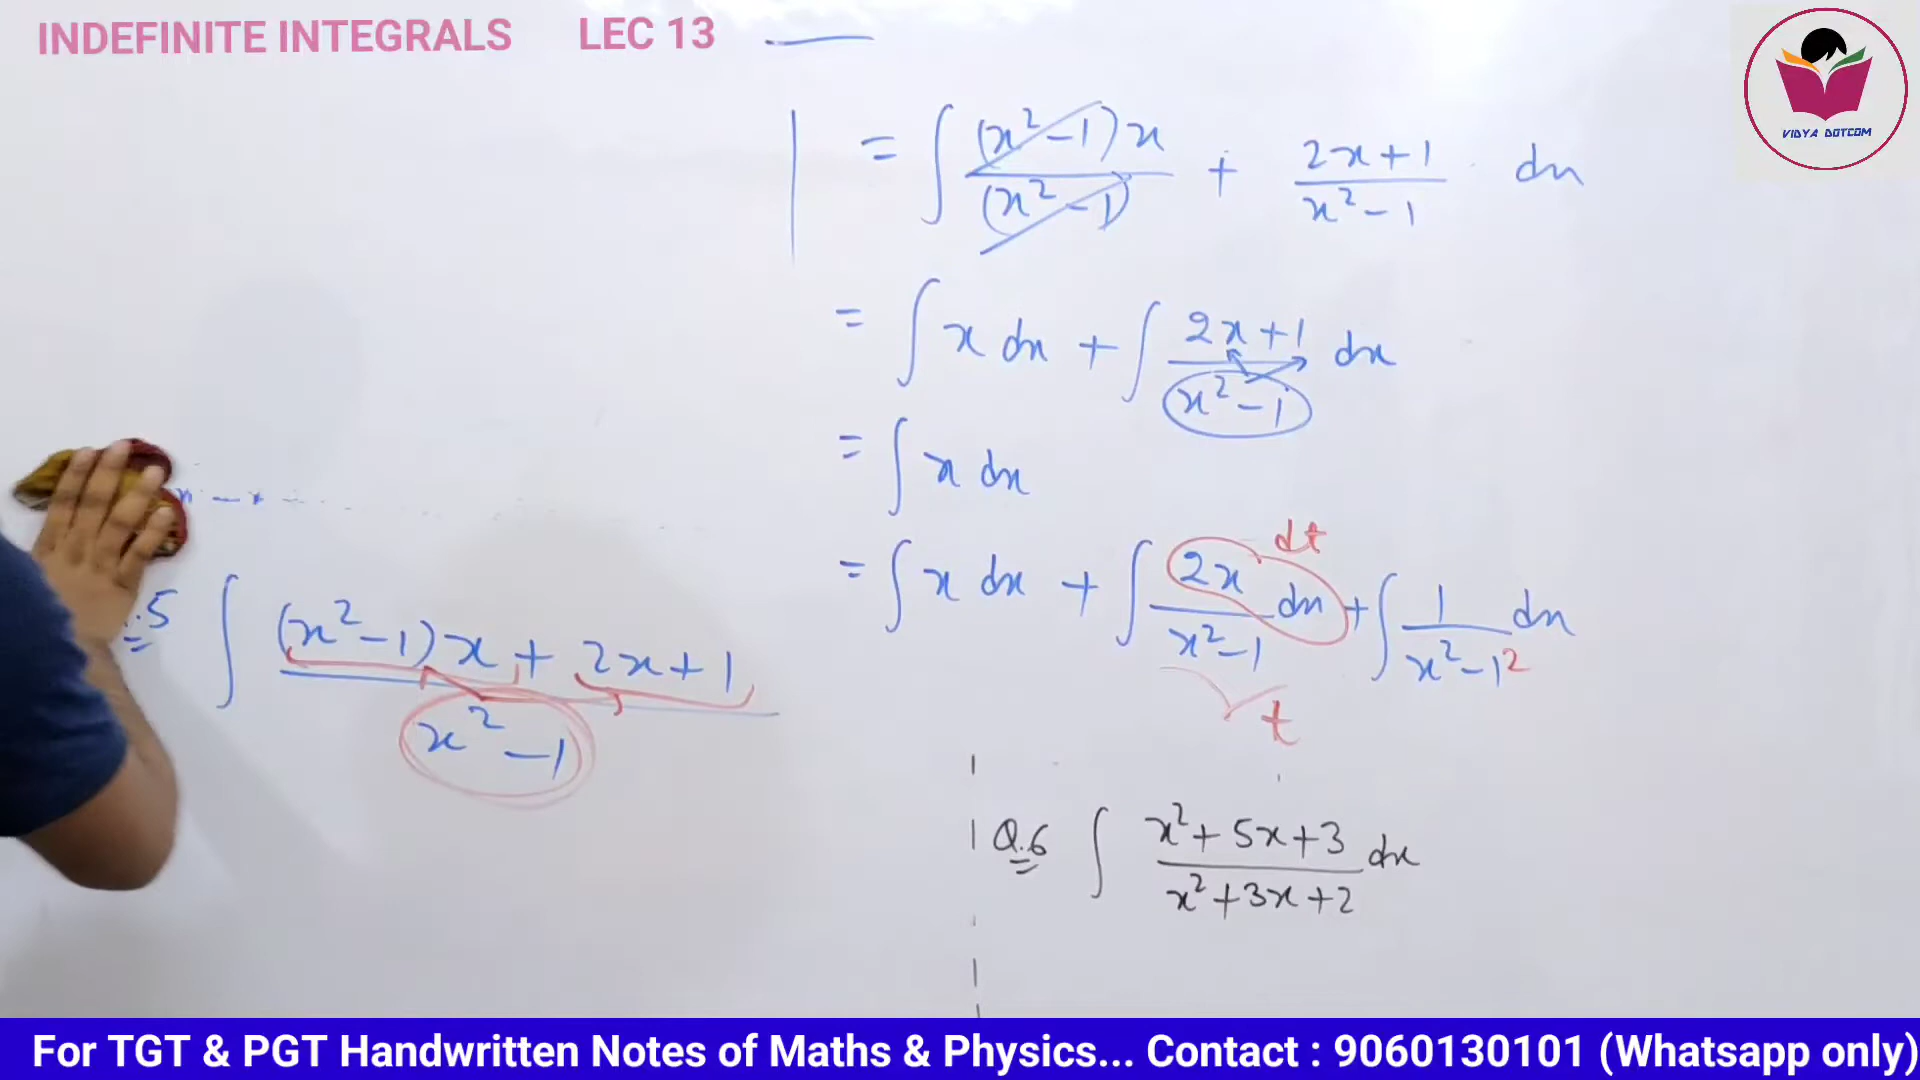 INDEFINITE INTEGRALS LEC 13
VIDYA DOTCOM
= ∫ (x² - 1)x / (x² - 1) + 2x + 1 / x² - 1 dx
= ∫ x dx + ∫ 2x + 1 / x² - 1 dx
= ∫ x dx
= ∫ x dx + ∫ 2x / x² - 1 dx + ∫ 1 / x² - 1² dx
dt
t
.5 ∫ (x² - 1)x + 2x + 1 / x² - 1
Q.6 ∫ x² + 5x + 3 / x² + 3x + 2 dx
For TGT & PGT Handwritten Notes of Maths & Physics... Contact : 9060130101 (Whatsapp only)